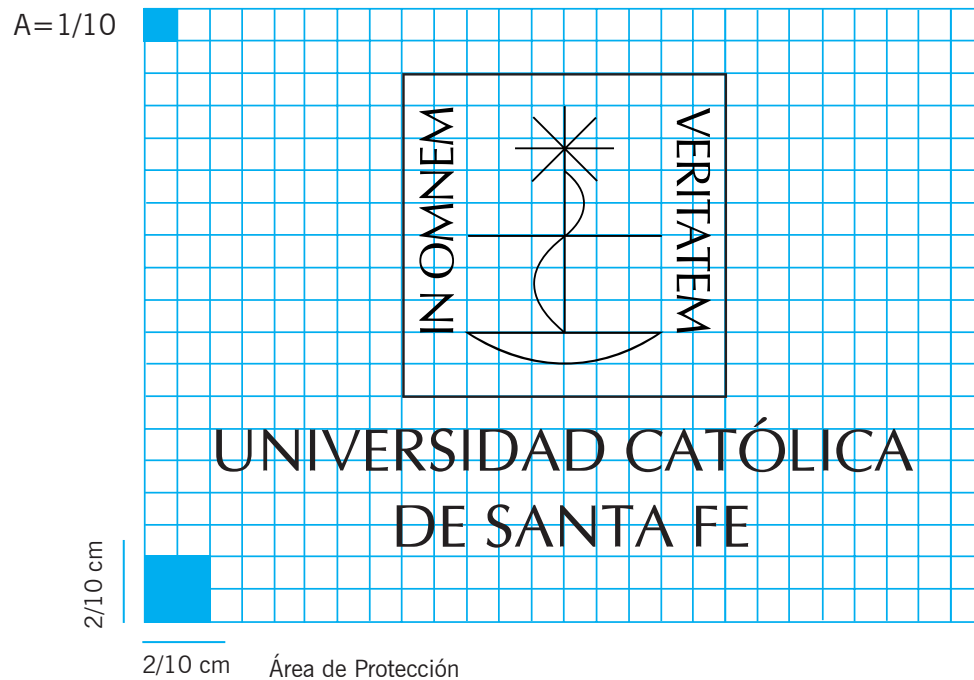 A=1/10
IN OMNEM
VERITATEM
UNIVERSIDAD CATÓLICA
DE SANTA FE
2/10 cm
2/10 cm
Área de Protección